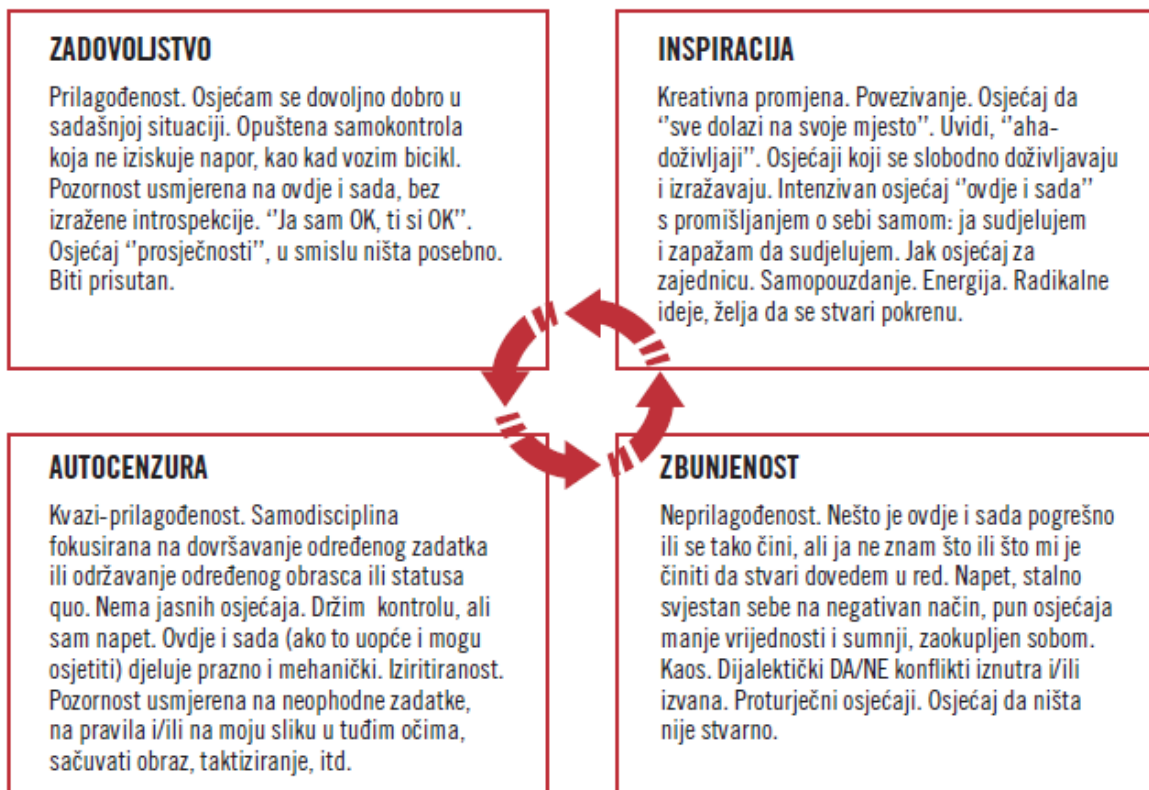 ZADOVOLJSTVO
Prilagođenost. Osjećam se dovoljno dobro u
sadašnjoj situaciji. Opuštena samokontrola
koja ne iziskuje napor, kao kad vozim bicikl.
Pozornost usmjerena na ovdje i sada, bez
izražene introspekcije. ‘‘Ja sam OK, ti si OK’’.
Osjećaj ‘‘prosječnosti’’, u smislu ništa posebno.
Biti prisutan.
INSPIRACIJA
Kreativna promjena. Povezivanje. Osjećaj da
‘‘sve dolazi na svoje mjesto’’. Uvidi, ‘‘aha-
doživljaji’’. Osjećaji koji se slobodno doživljavaju
i izražavaju. Intenzivan osjećaj ‘‘ovdje i sada’’
s promišljanjem o sebi samom: ja sudjelujem
i zapažam da sudjelujem. Jak osjećaj za
zajednicu. Samopouzdanje. Energija. Radikalne
ideje, želja da se stvari pokrenu.
AUTOCENZURA
Kvazi-prilagođenost. Samodisciplina
fokusirana na dovršavanje određenog zadatka
ili održavanje određenog obrasca ili statusa
quo. Nema jasnih osjećaja. Držim kontrolu, ali
sam napet. Ovdje i sada (ako to uopće i mogu
osjetiti) djeluje prazno i mehanički. Iziritiranost.
Pozornost usmjerena na neophodne zadatke,
na pravila i/ili na moju sliku u tuđim očima,
sačuvati obraz, taktiziranje, itd.
ZBUNJENOST
Neprilagođenost. Nešto je ovdje i sada pogrešno
ili se tako čini, ali ja ne znam što ili što mi je
činiti da stvari dovedem u red. Napet, stalno
svjestan sebe na negativan način, pun osjećaja
manje vrijednosti i sumnji, zaokupljen sobom.
Kaos. Dijalektički DA/NE konflikti iznutra i/ili
izvana. Proturječni osjećaji. Osjećaj da ništa
nije stvarno.